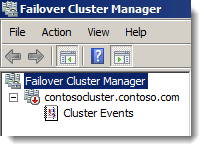 Failover Cluster Manager
File Action View Help
Failover Cluster Manager
contosocluster.contoso.com
Cluster Events